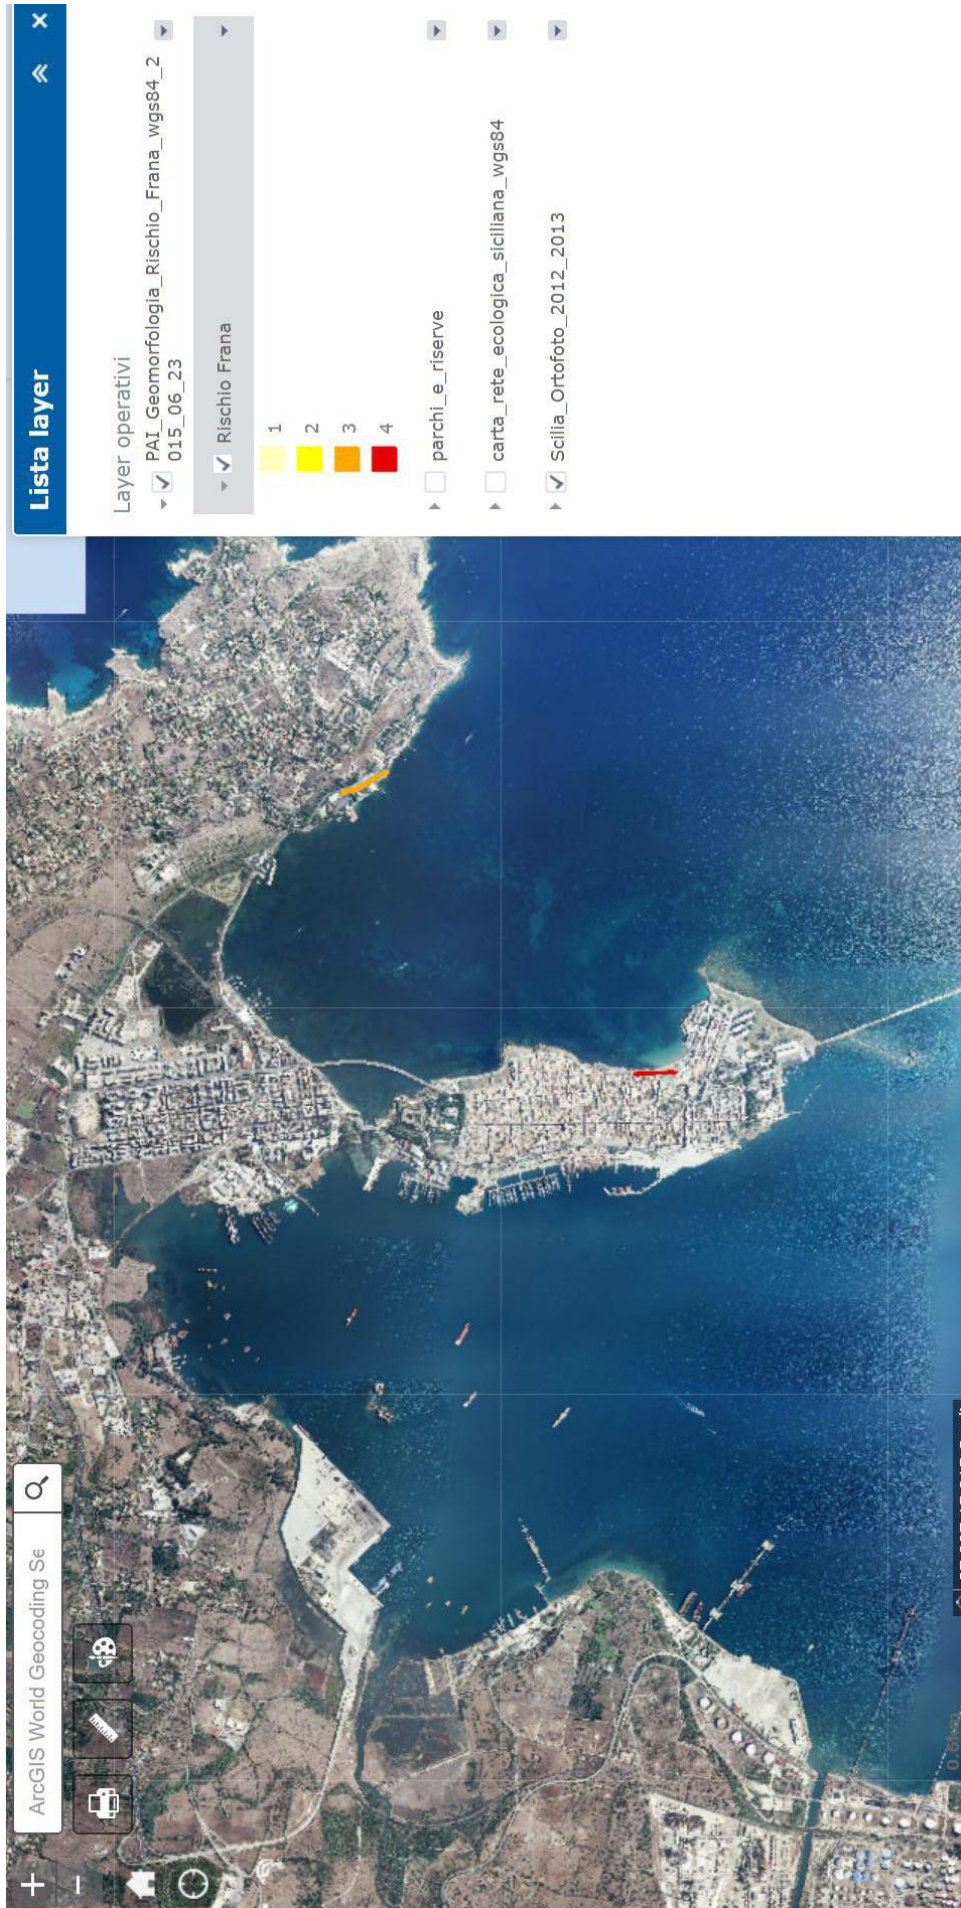 ArcGIS World Geocoding Se
Lista layer
Layer operativi
PAI_Geomorfologia_Rischio_Frana_wgs84_2
015_06_23
Rischio Frana
1
2
3
4
parchi_e_riserve
carta_rete_ecologica_siciliana_wgs84
Scilia_Ortofoto_2012_2013